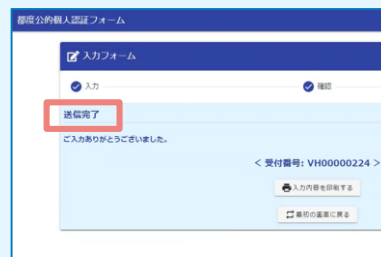 都度公的個人認証フォーム
入力フォーム
入力
確認
送信完了
ご入力ありがとうございました。
< 受付番号: VH00000224 >
入力内容を印刷する
最初の画面に戻る